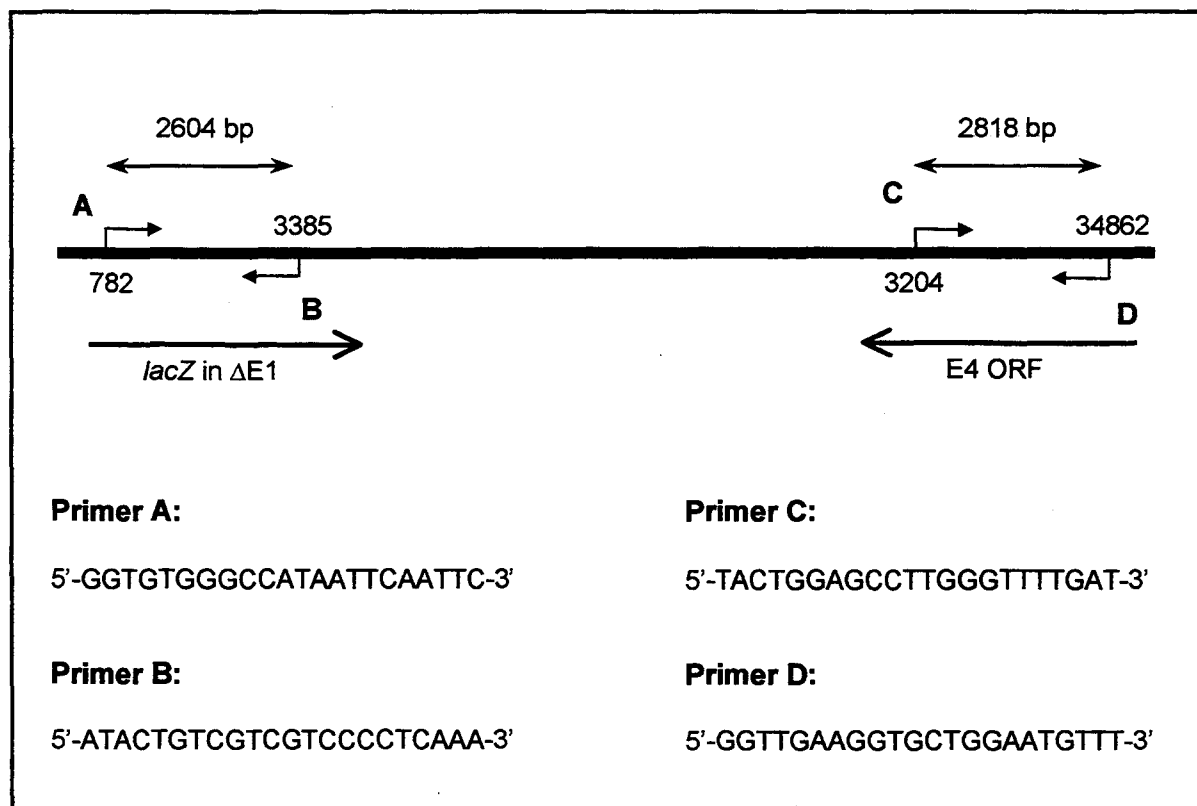 2604 bp 2818 bp
A C
3385 34862
782 3204
B D
lacZ in ΔE1 E4 ORF
Primer A: Primer C:
5'-GGTGTGGGCCATAATTCAATTC-3' 5'-TACTGGAGCCTTGGGTTTTGAT-3'
Primer B: Primer D:
5'-ATACTGTCGTCGTCCCCTCAAA-3' 5'-GGTTGAAGGTGCTGGAATGTTT-3'